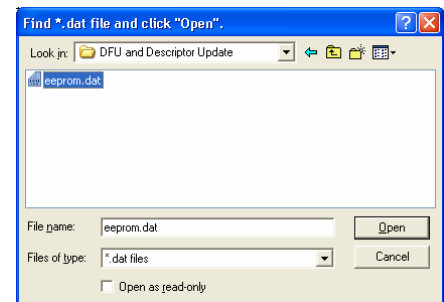 Find *.dat file and click "Open".
Look in: DFU and Descriptor Update
eeprom.dat
File name: eeprom.dat Open
Files of type: *.dat files Cancel
Open as read-only